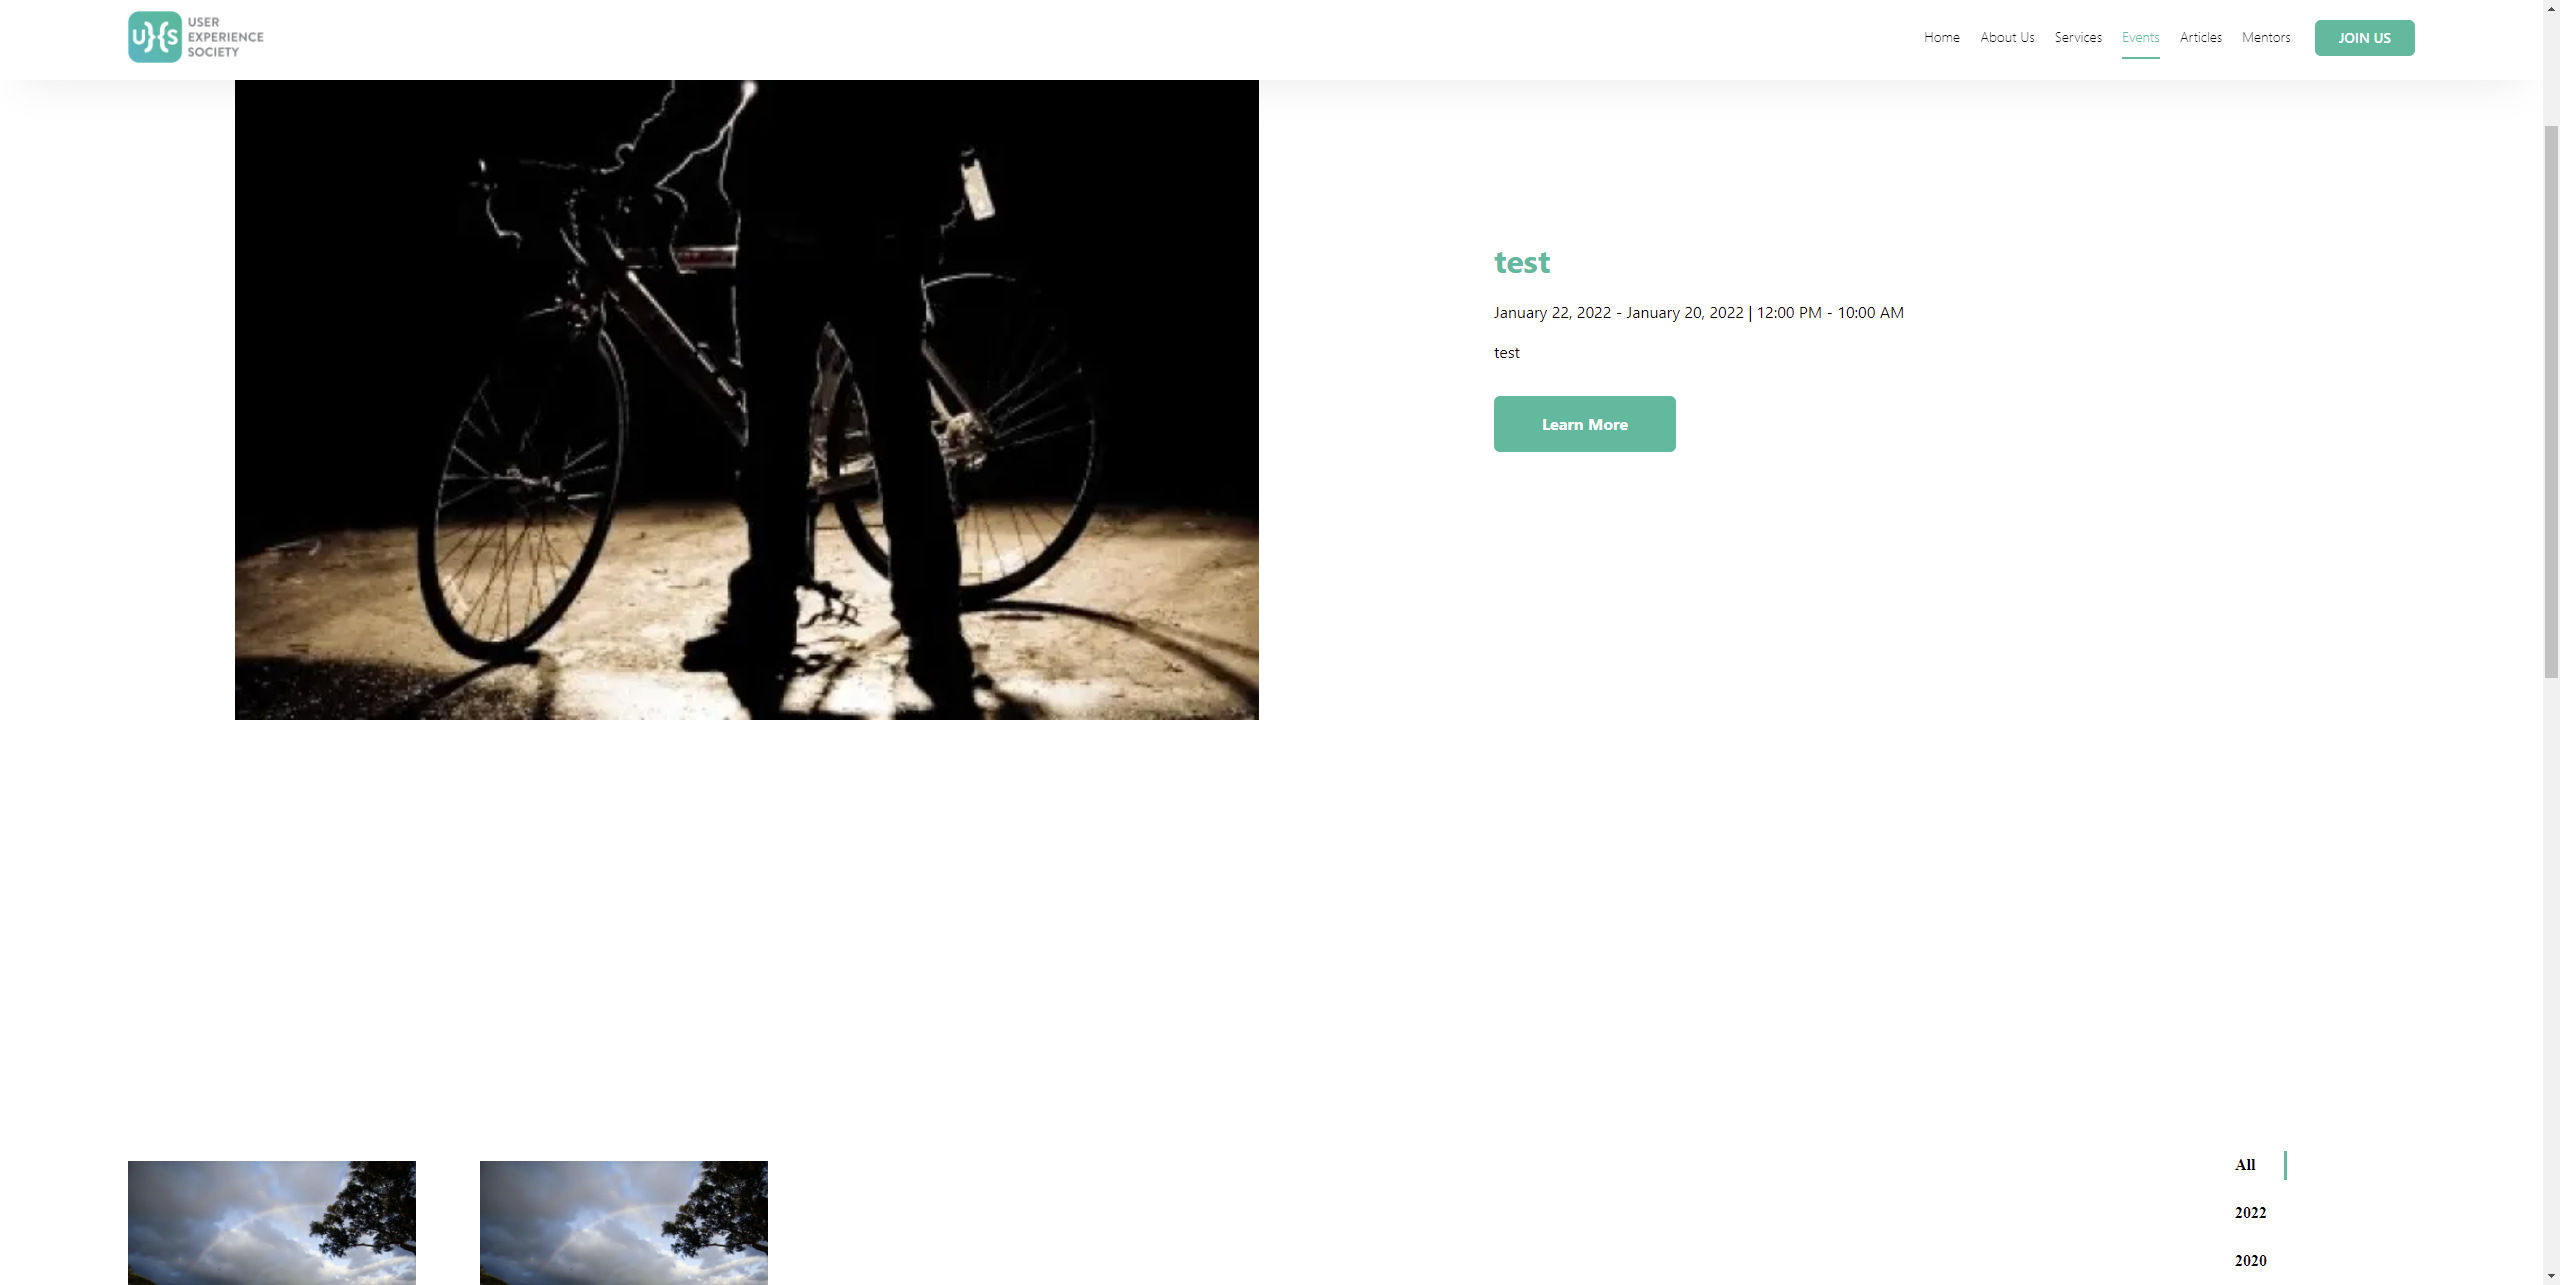 UXS USER
EXPERIENCE
SOCIETY
Home About Us Services Events Articles Mentors JOIN US
test
January 22, 2022 - January 20, 2022 | 12:00 PM - 10:00 AM
test
Learn More
All
2022
2020